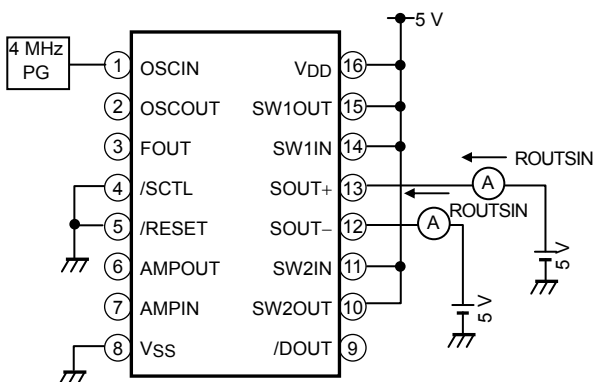 5 V
4 MHz
PG
1 OSCIN VDD 16
2 OSCOUT SW1OUT 15
3 FOUT SW1IN 14
ROUTSIN
4 /SCTL SOUT+ 13 A
ROUTSIN
5 /RESET SOUT− 12 A
6 AMPOUT SW2IN 11
5 V
7 AMPIN SW2OUT 10
5 V
8 VSS /DOUT 9